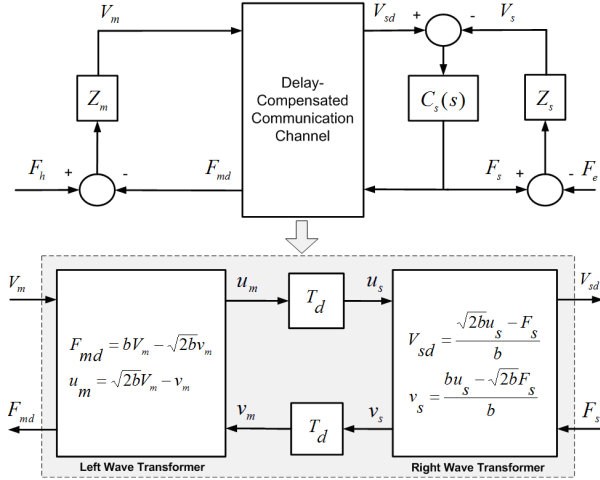 V_m V_sd + - V_s
Delay-
Compensated
Communication
Channel
Z_m C_s(s) Z_s
F_h + - F_md F_s + - F_e
V_m u_m T_d u_s V_sd
F_md = bV_m - √2b v_m
u_m = √2b V_m - v_m
V_sd = (√2b u_s - F_s) / b
v_s = (bu_s - √2b F_s) / b
F_md v_m T_d v_s F_s
Left Wave Transformer Right Wave Transformer